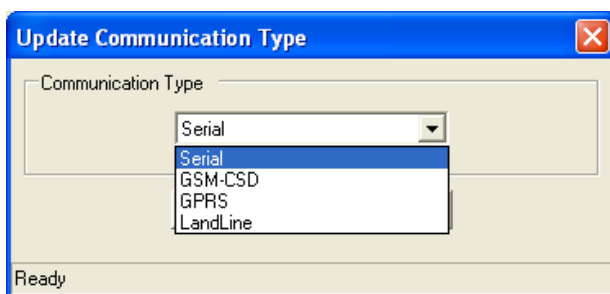 Update Communication Type
Communication Type
Serial
Serial
GSM-CSD
GPRS
LandLine
Ready